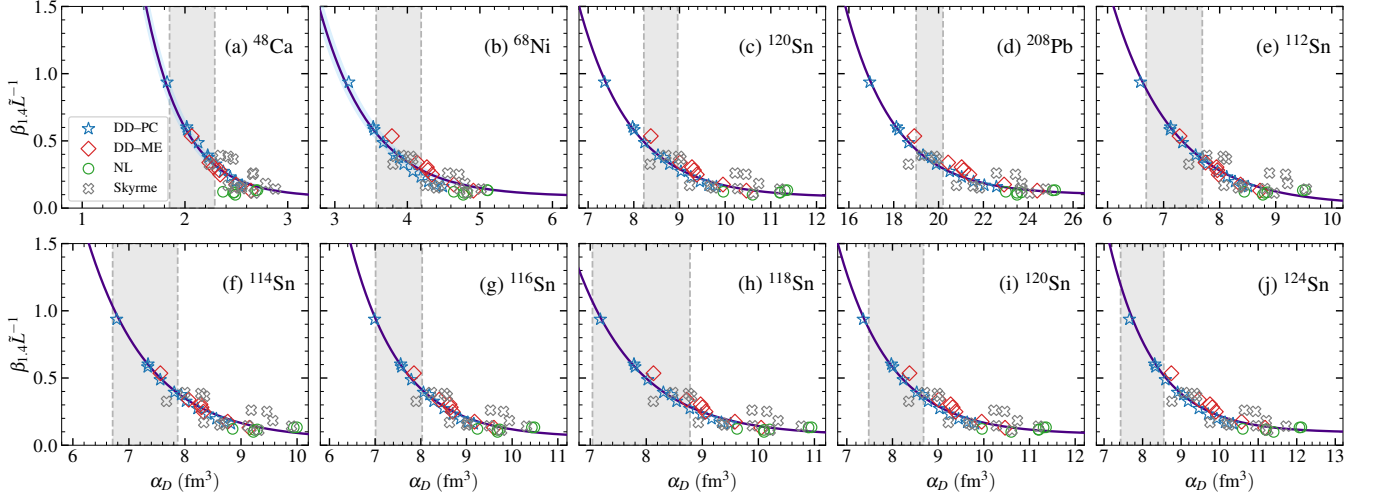 1.5
1.0
0.5
0.0
β1.4L̃⁻¹
(a) ⁴⁸Ca
DD–PC
DD–ME
NL
Skyrme
1 2 3
(b) ⁶⁸Ni
3 4 5 6
(c) ¹²⁰Sn
7 8 9 10 11 12
(d) ²⁰⁸Pb
16 18 20 22 24 26
(e) ¹¹²Sn
6 7 8 9 10
1.5
1.0
0.5
0.0
β1.4L̃⁻¹
(f) ¹¹⁴Sn
6 7 8 9 10
α_D (fm³)
(g) ¹¹⁶Sn
6 7 8 9 10 11
α_D (fm³)
(h) ¹¹⁸Sn
7 8 9 10 11
α_D (fm³)
(i) ¹²⁰Sn
7 8 9 10 11 12
α_D (fm³)
(j) ¹²⁴Sn
7 8 9 10 11 12 13
α_D (fm³)